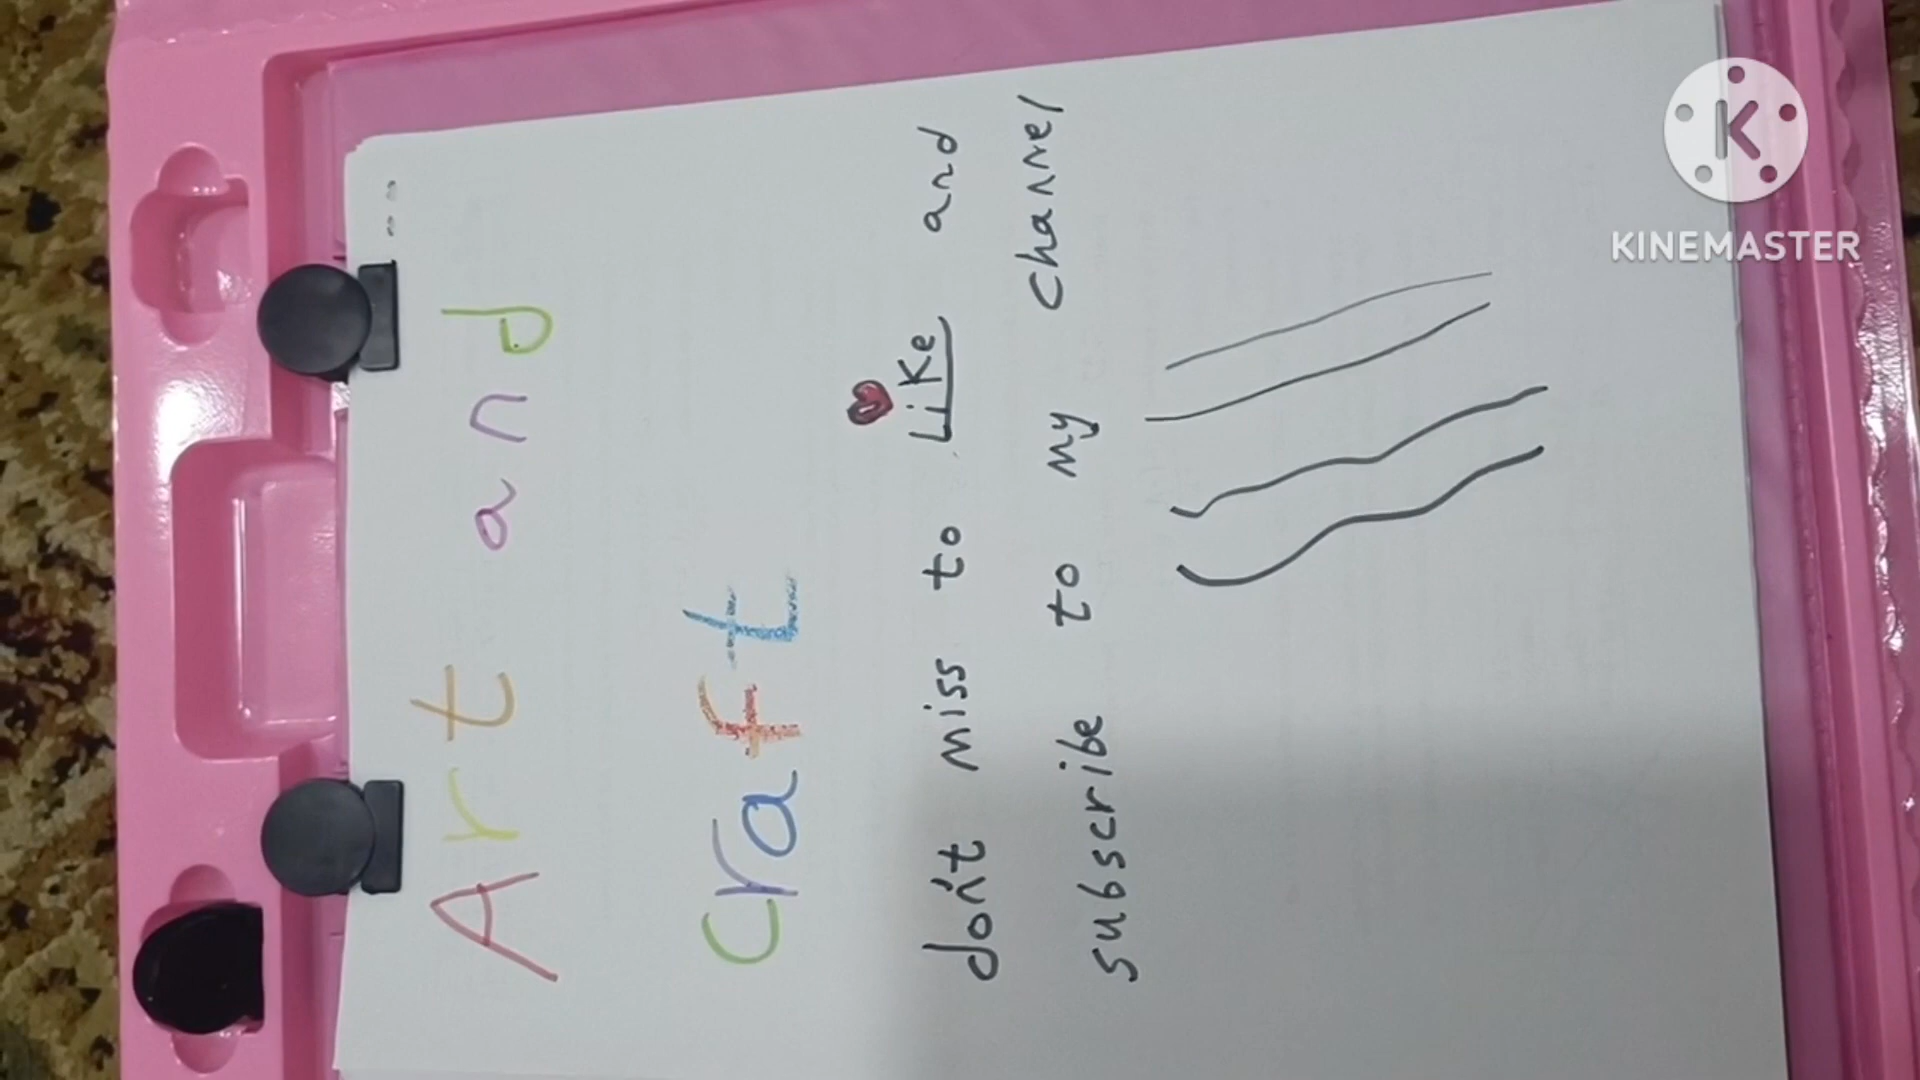 Art and
craft
don't miss to Like and
subscribe to my channel
KINEMASTER